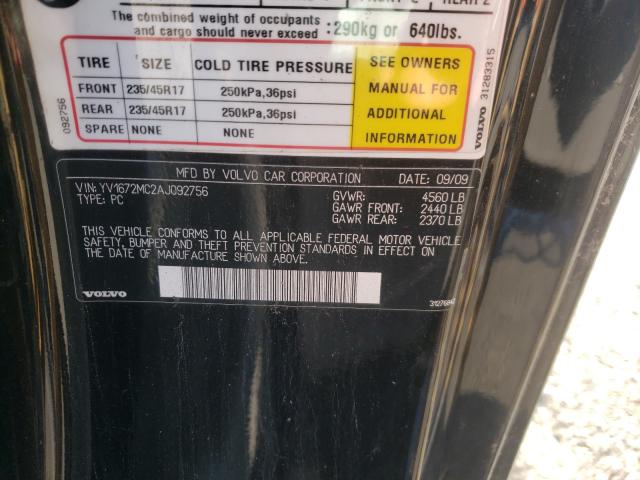 The combined weight of occupants
and cargo should never exceed : 290kg or 640lbs.
TIRE SIZE COLD TIRE PRESSURE SEE OWNERS
FRONT 235/45R17 250kPa,36psi MANUAL FOR
REAR 235/45R17 250kPa,36psi ADDITIONAL
SPARE NONE NONE INFORMATION
092756
VOLVO 31283315
MFD BY VOLVO CAR CORPORATION DATE: 09/09
VIN: YV1672MC2AJ092756 GVWR: 4560 LB
TYPE: PC GAWR FRONT: 2440 LB
GAWR REAR: 2370 LB
THIS VEHICLE CONFORMS TO ALL APPLICABLE FEDERAL MOTOR VEHICLE
SAFETY, BUMPER AND THEFT PREVENTION STANDARDS IN EFFECT ON
THE DATE OF MANUFACTURE SHOWN ABOVE.
VOLVO